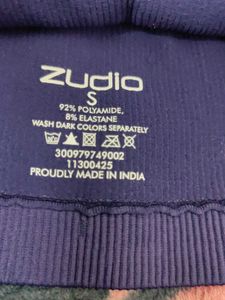 zudio
S
92% POLYAMIDE,
8% ELASTANE
WASH DARK COLORS SEPARATELY
300979749002
11300425
PROUDLY MADE IN INDIA